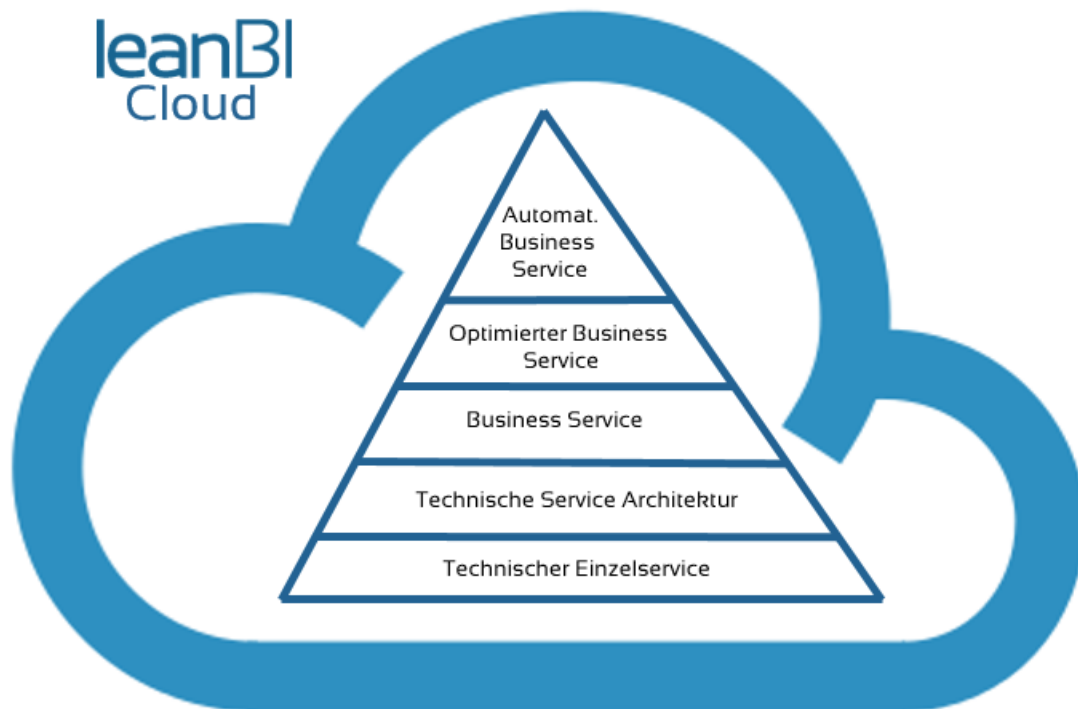 leanBI
Cloud
Automat.
Business
Service
Optimierter Business
Service
Business Service
Technische Service Architektur
Technischer Einzelservice